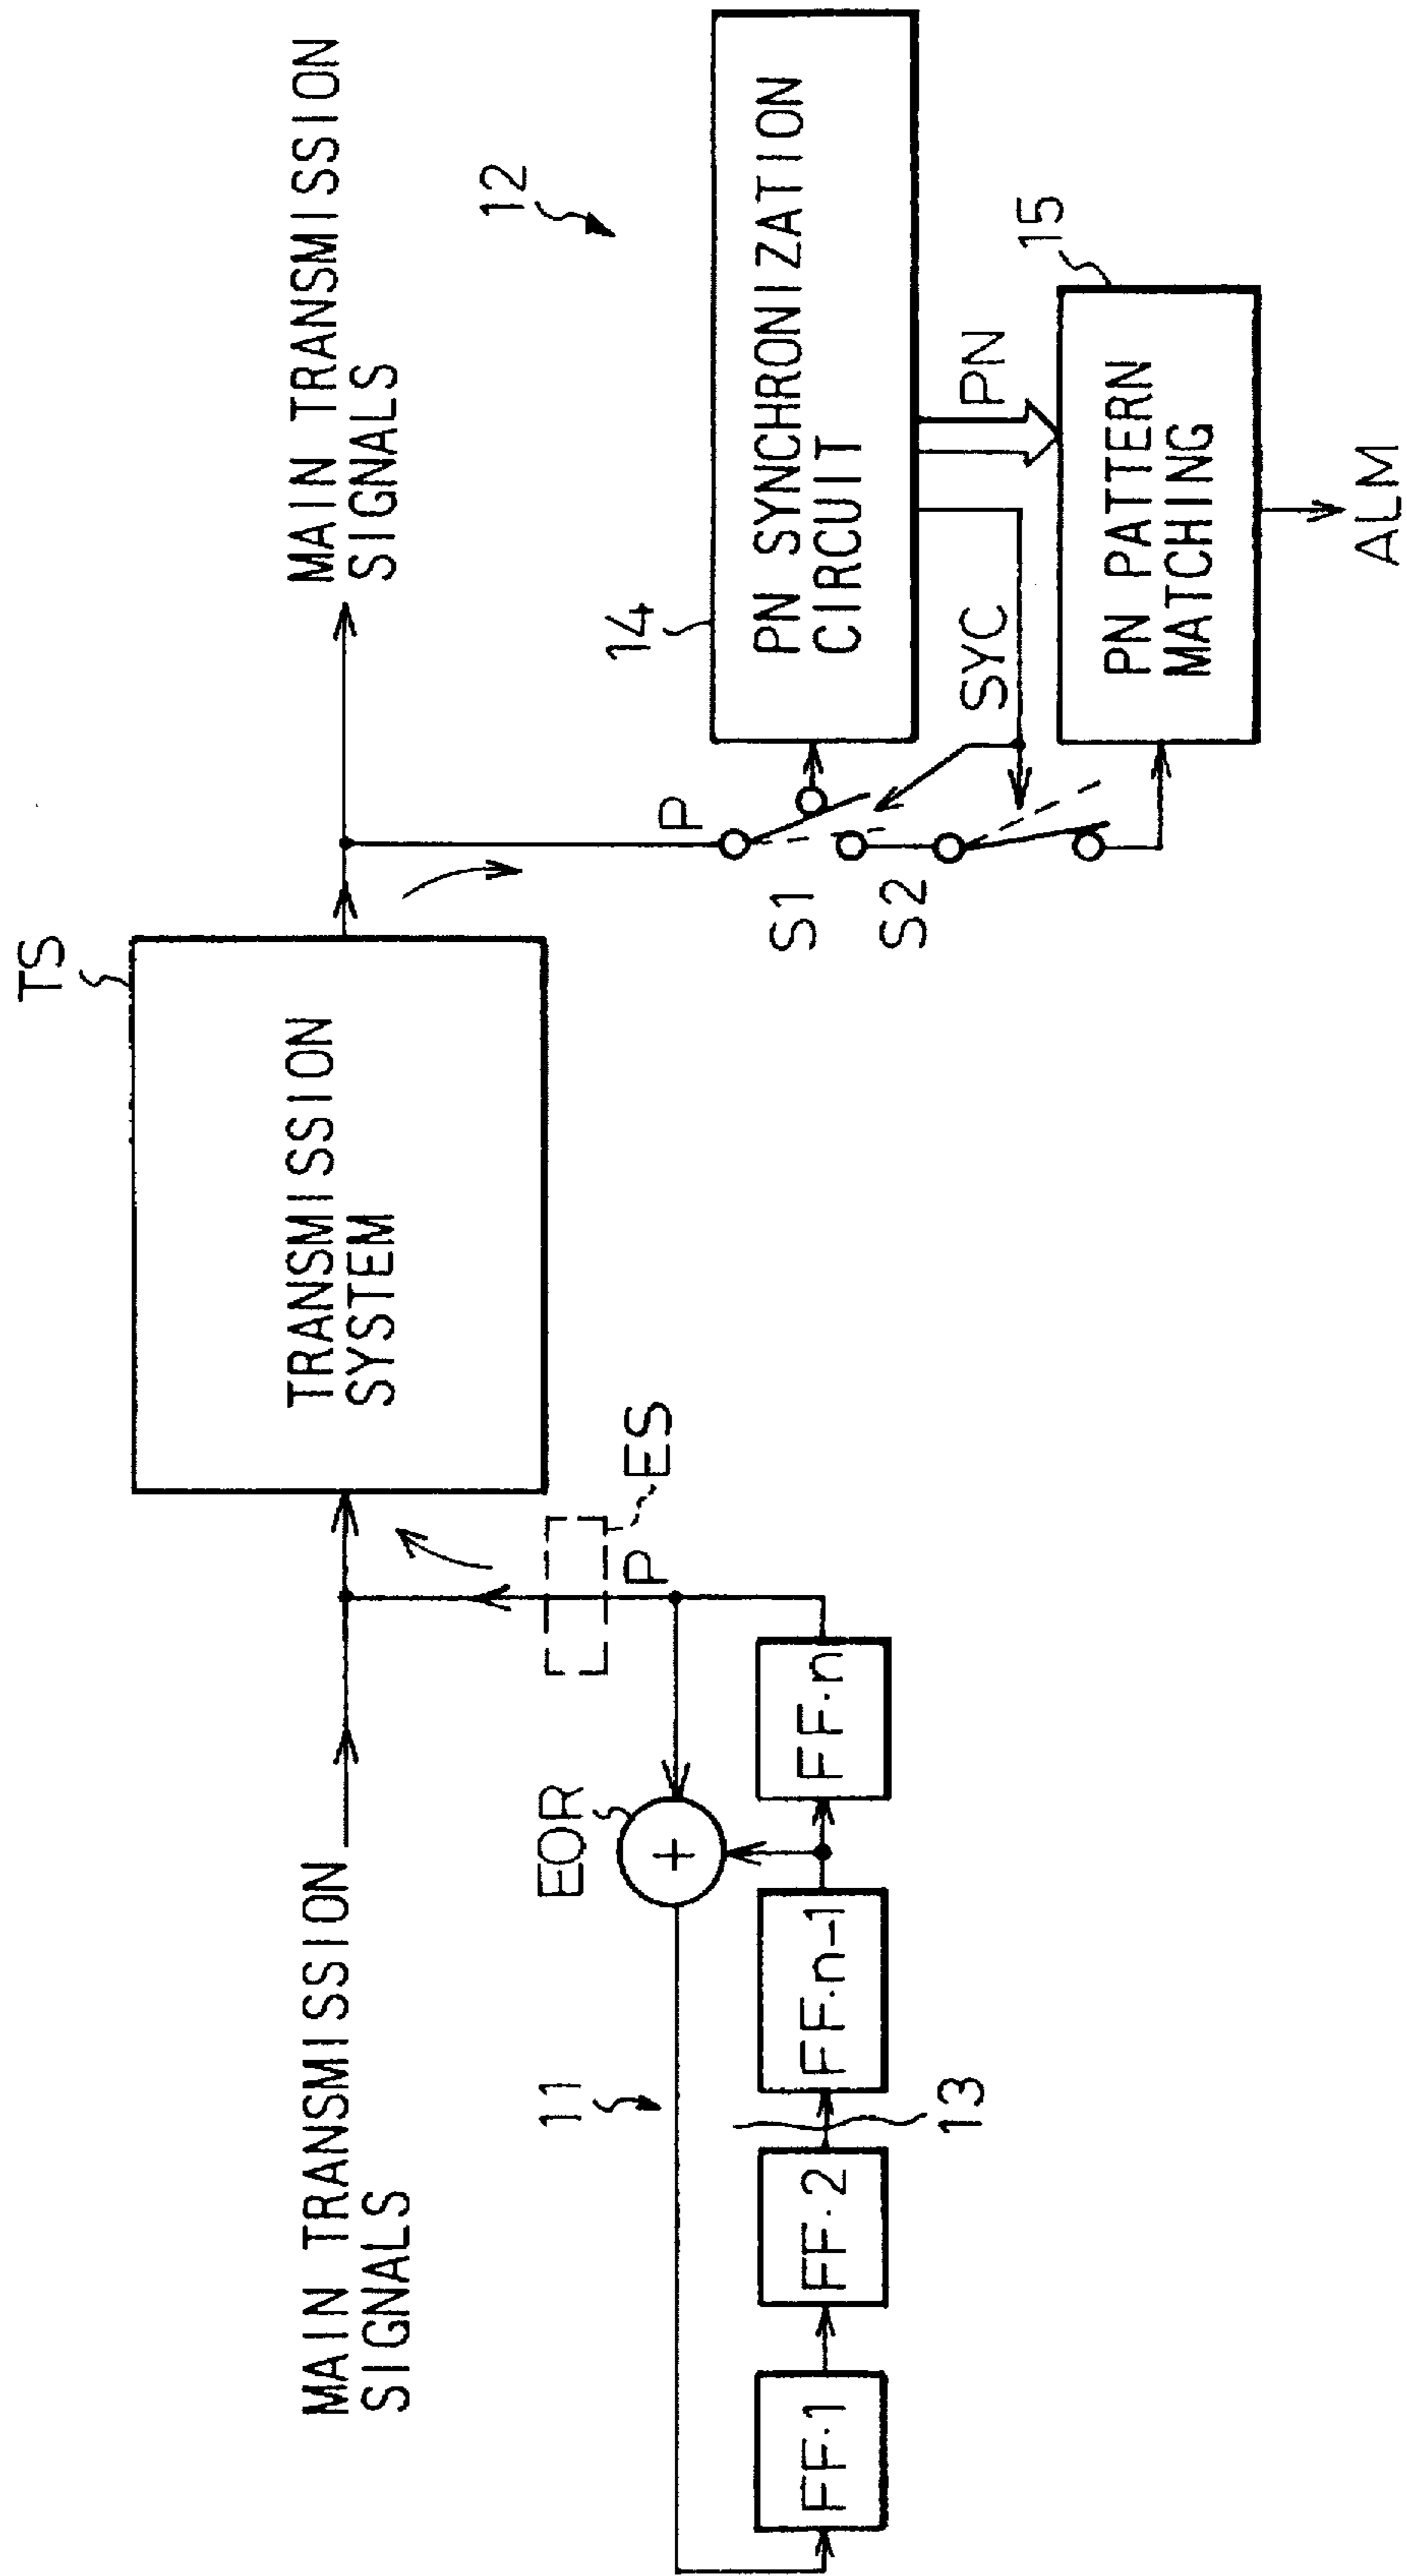 MAIN TRANSMISSION
SIGNALS
11
EOR
FF·1
FF·2
13
FF·n-1
FF·n
P
ES
TS
TRANSMISSION
SYSTEM
MAIN TRANSMISSION
SIGNALS
12
P
S1
S2
14
PN SYNCHRONIZATION
CIRCUIT
SYC
PN
15
PN PATTERN
MATCHING
ALM